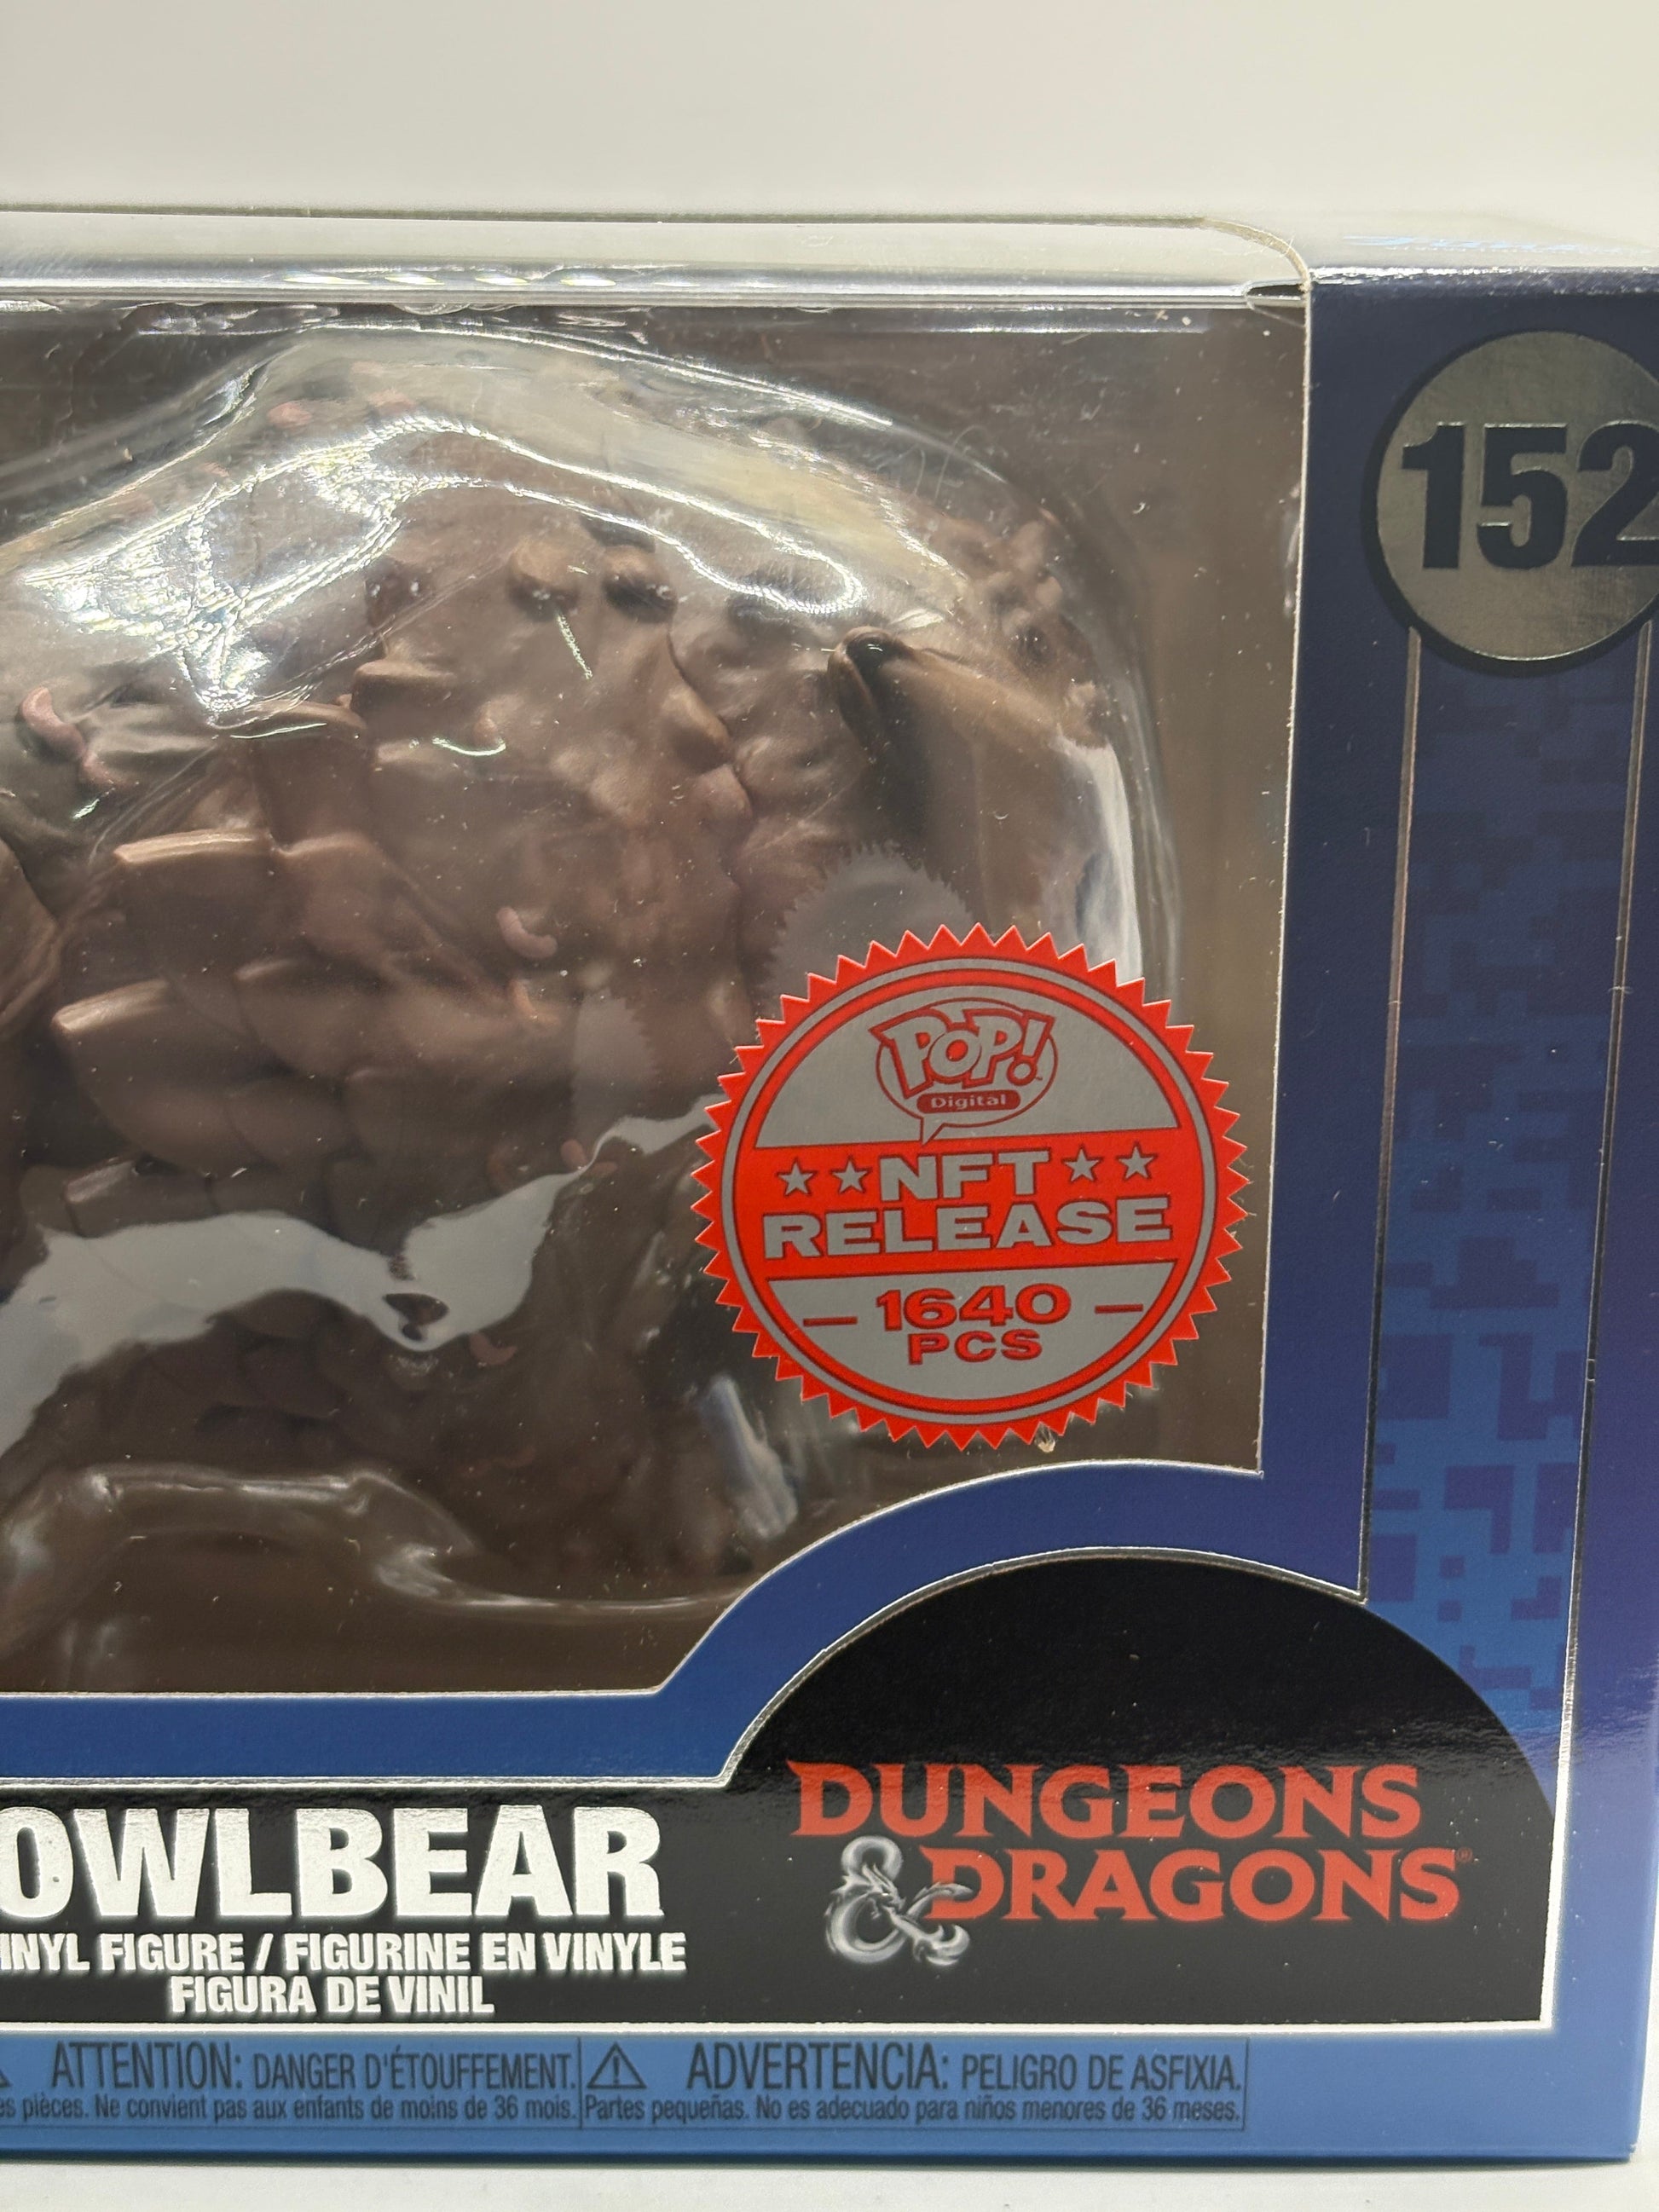 152
POP!
Digital
NFT
RELEASE
1640
PCS
DUNGEONS
& DRAGONS®
OWLBEAR
INYL FIGURE / FIGURINE EN VINYLE
FIGURA DE VINIL
ATTENTION: DANGER D'ÉTOUFFEMENT.
es pièces. Ne convient pas aux enfants de moins de 36 mois.
ADVERTENCIA: PELIGRO DE ASFIXIA.
Partes pequeñas. No es adecuado para niños menores de 36 meses.